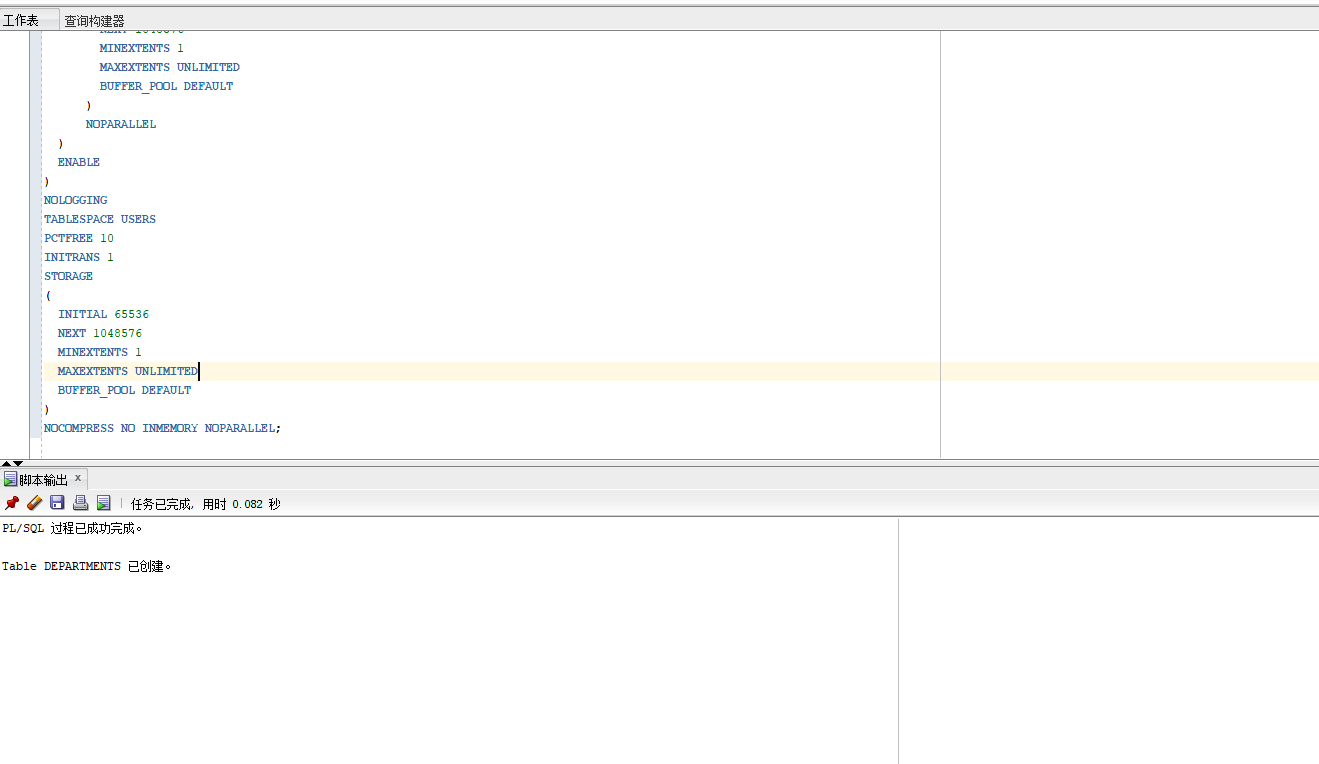 工作表 查询构建器
NEXT 1048576
MINEXTENTS 1
MAXEXTENTS UNLIMITED
BUFFER_POOL DEFAULT
)
NOPARALLEL
)
ENABLE
)
NOLOGGING
TABLESPACE USERS
PCTFREE 10
INITRANS 1
STORAGE
(
INITIAL 65536
NEXT 1048576
MINEXTENTS 1
MAXEXTENTS UNLIMITED
BUFFER_POOL DEFAULT
)
NOCOMPRESS NO INMEMORY NOPARALLEL;
脚本输出 x
任务已完成, 用时 0.082 秒
PL/SQL 过程已成功完成。
Table DEPARTMENTS 已创建。